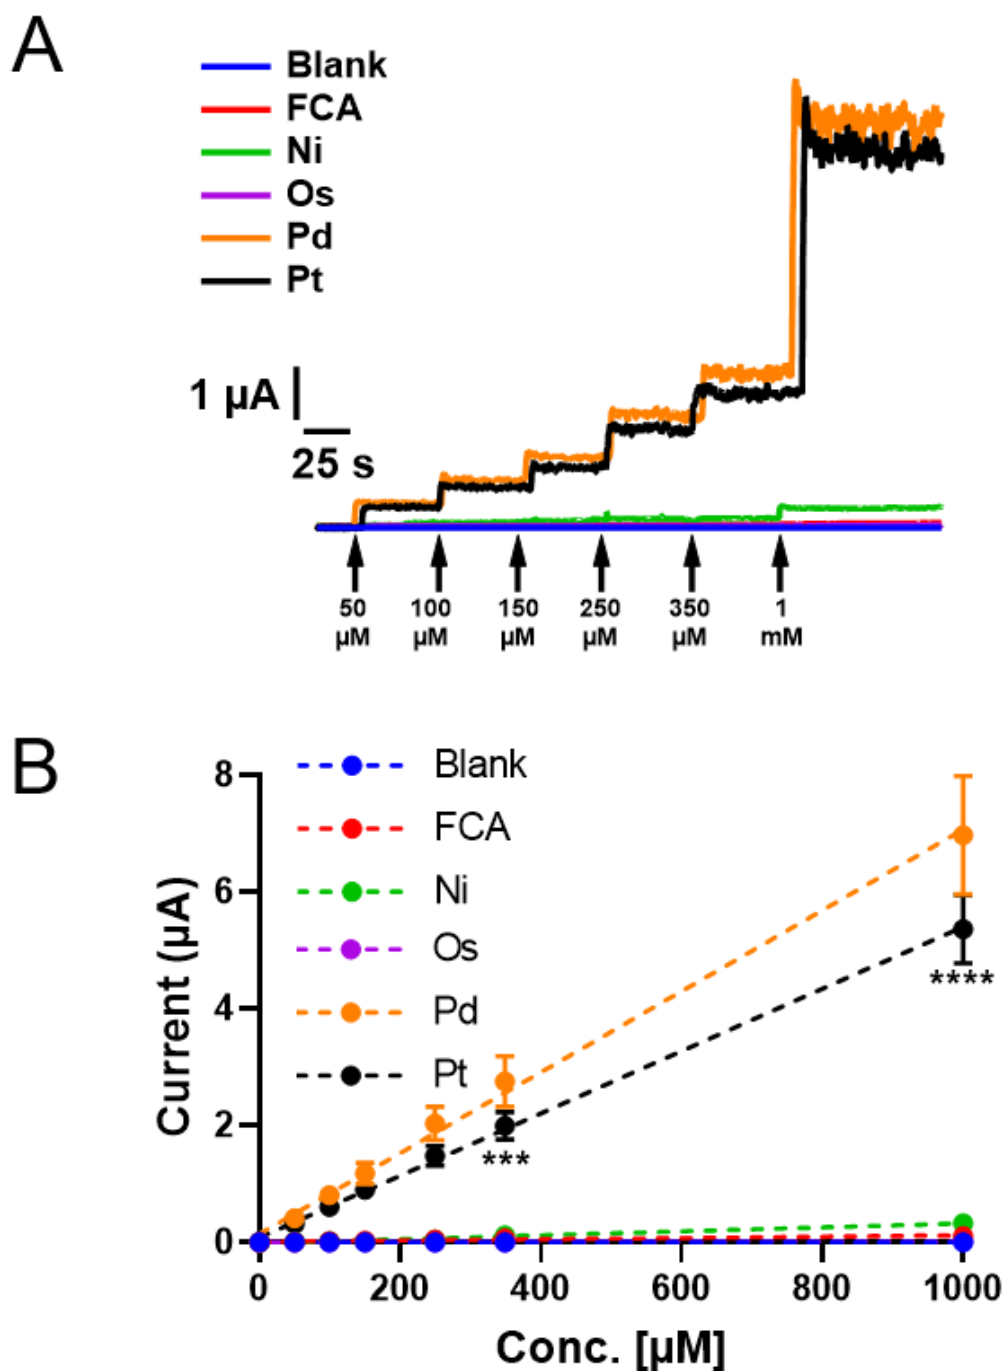 A
Blank
FCA
Ni
Os
Pd
Pt
1 µA
25 s
50 µM
100 µM
150 µM
250 µM
350 µM
1 mM
B
Blank
FCA
Ni
Os
Pd
Pt
Current (µA)
8
6
4
2
0
***
****
0 200 400 600 800 1000
Conc. [µM]